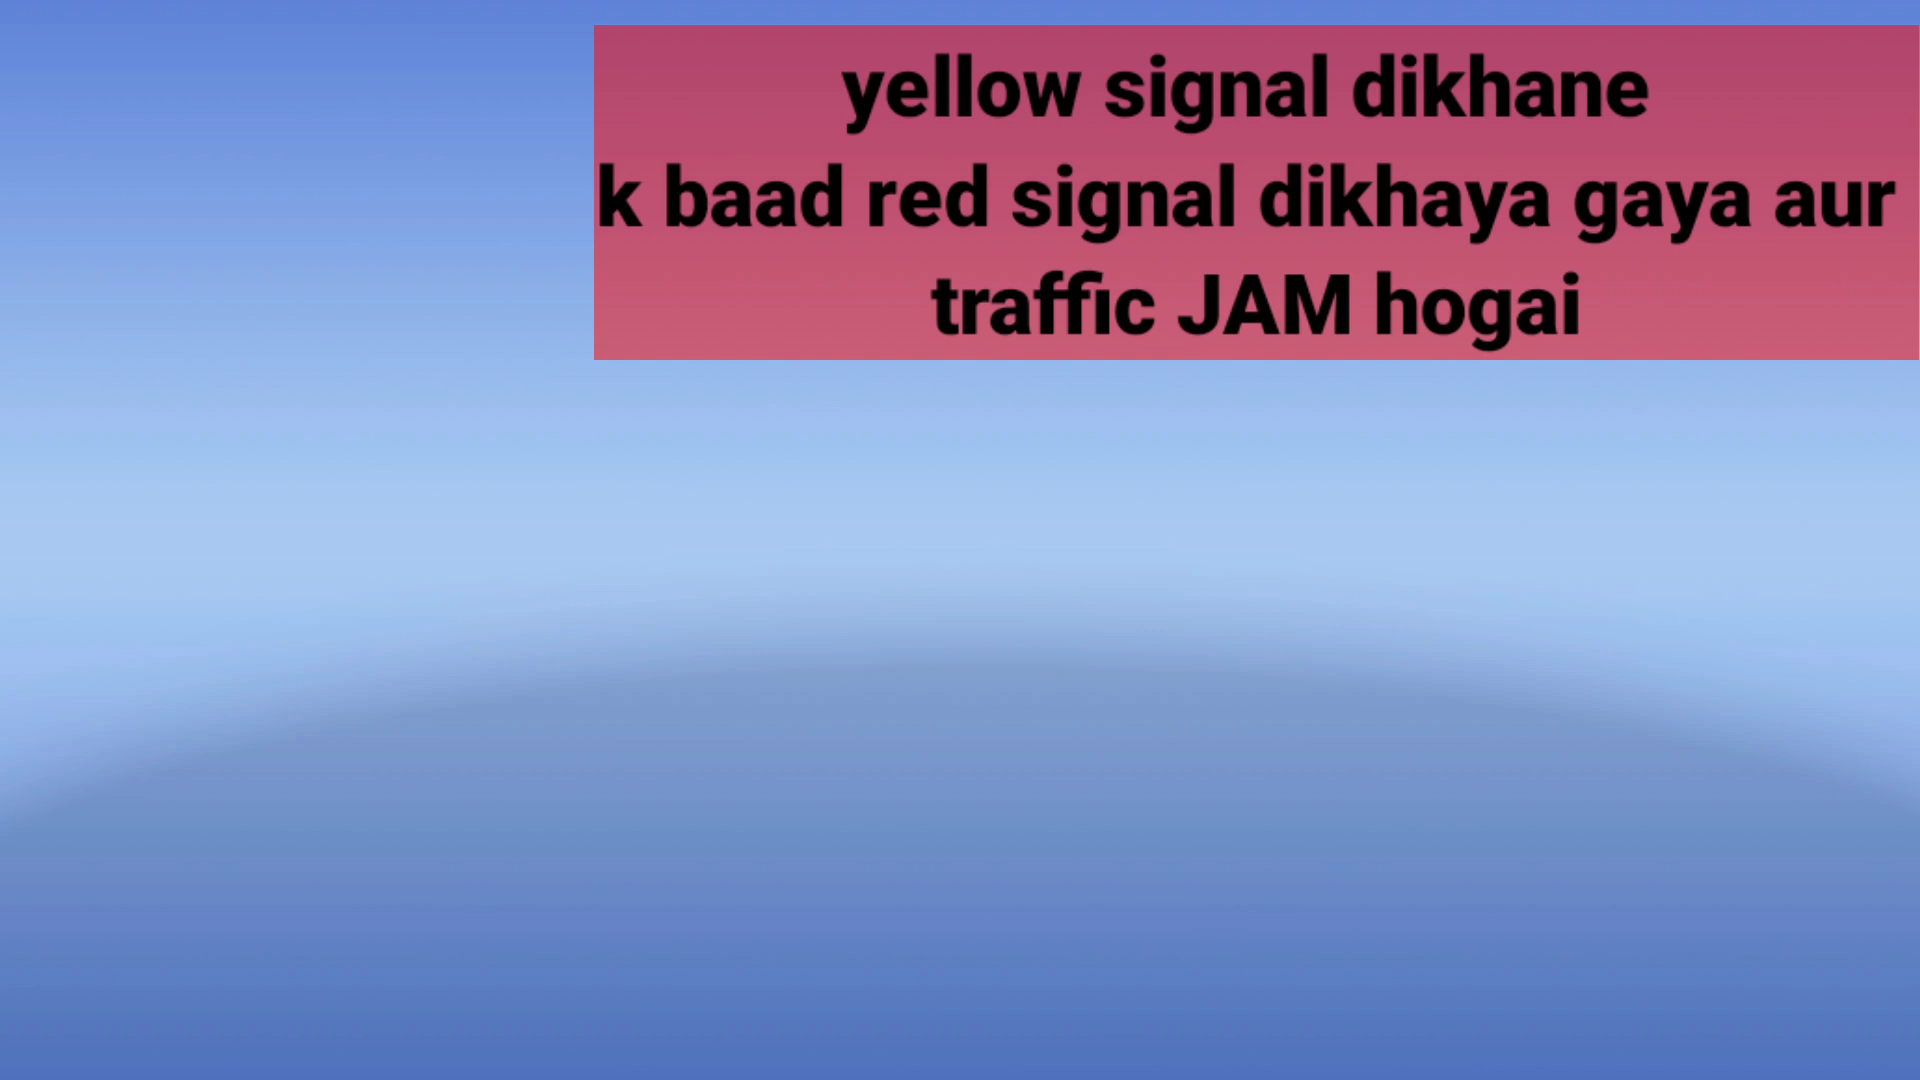 yellow signal dikhane
k baad red signal dikhaya gaya aur
traffic JAM hogai